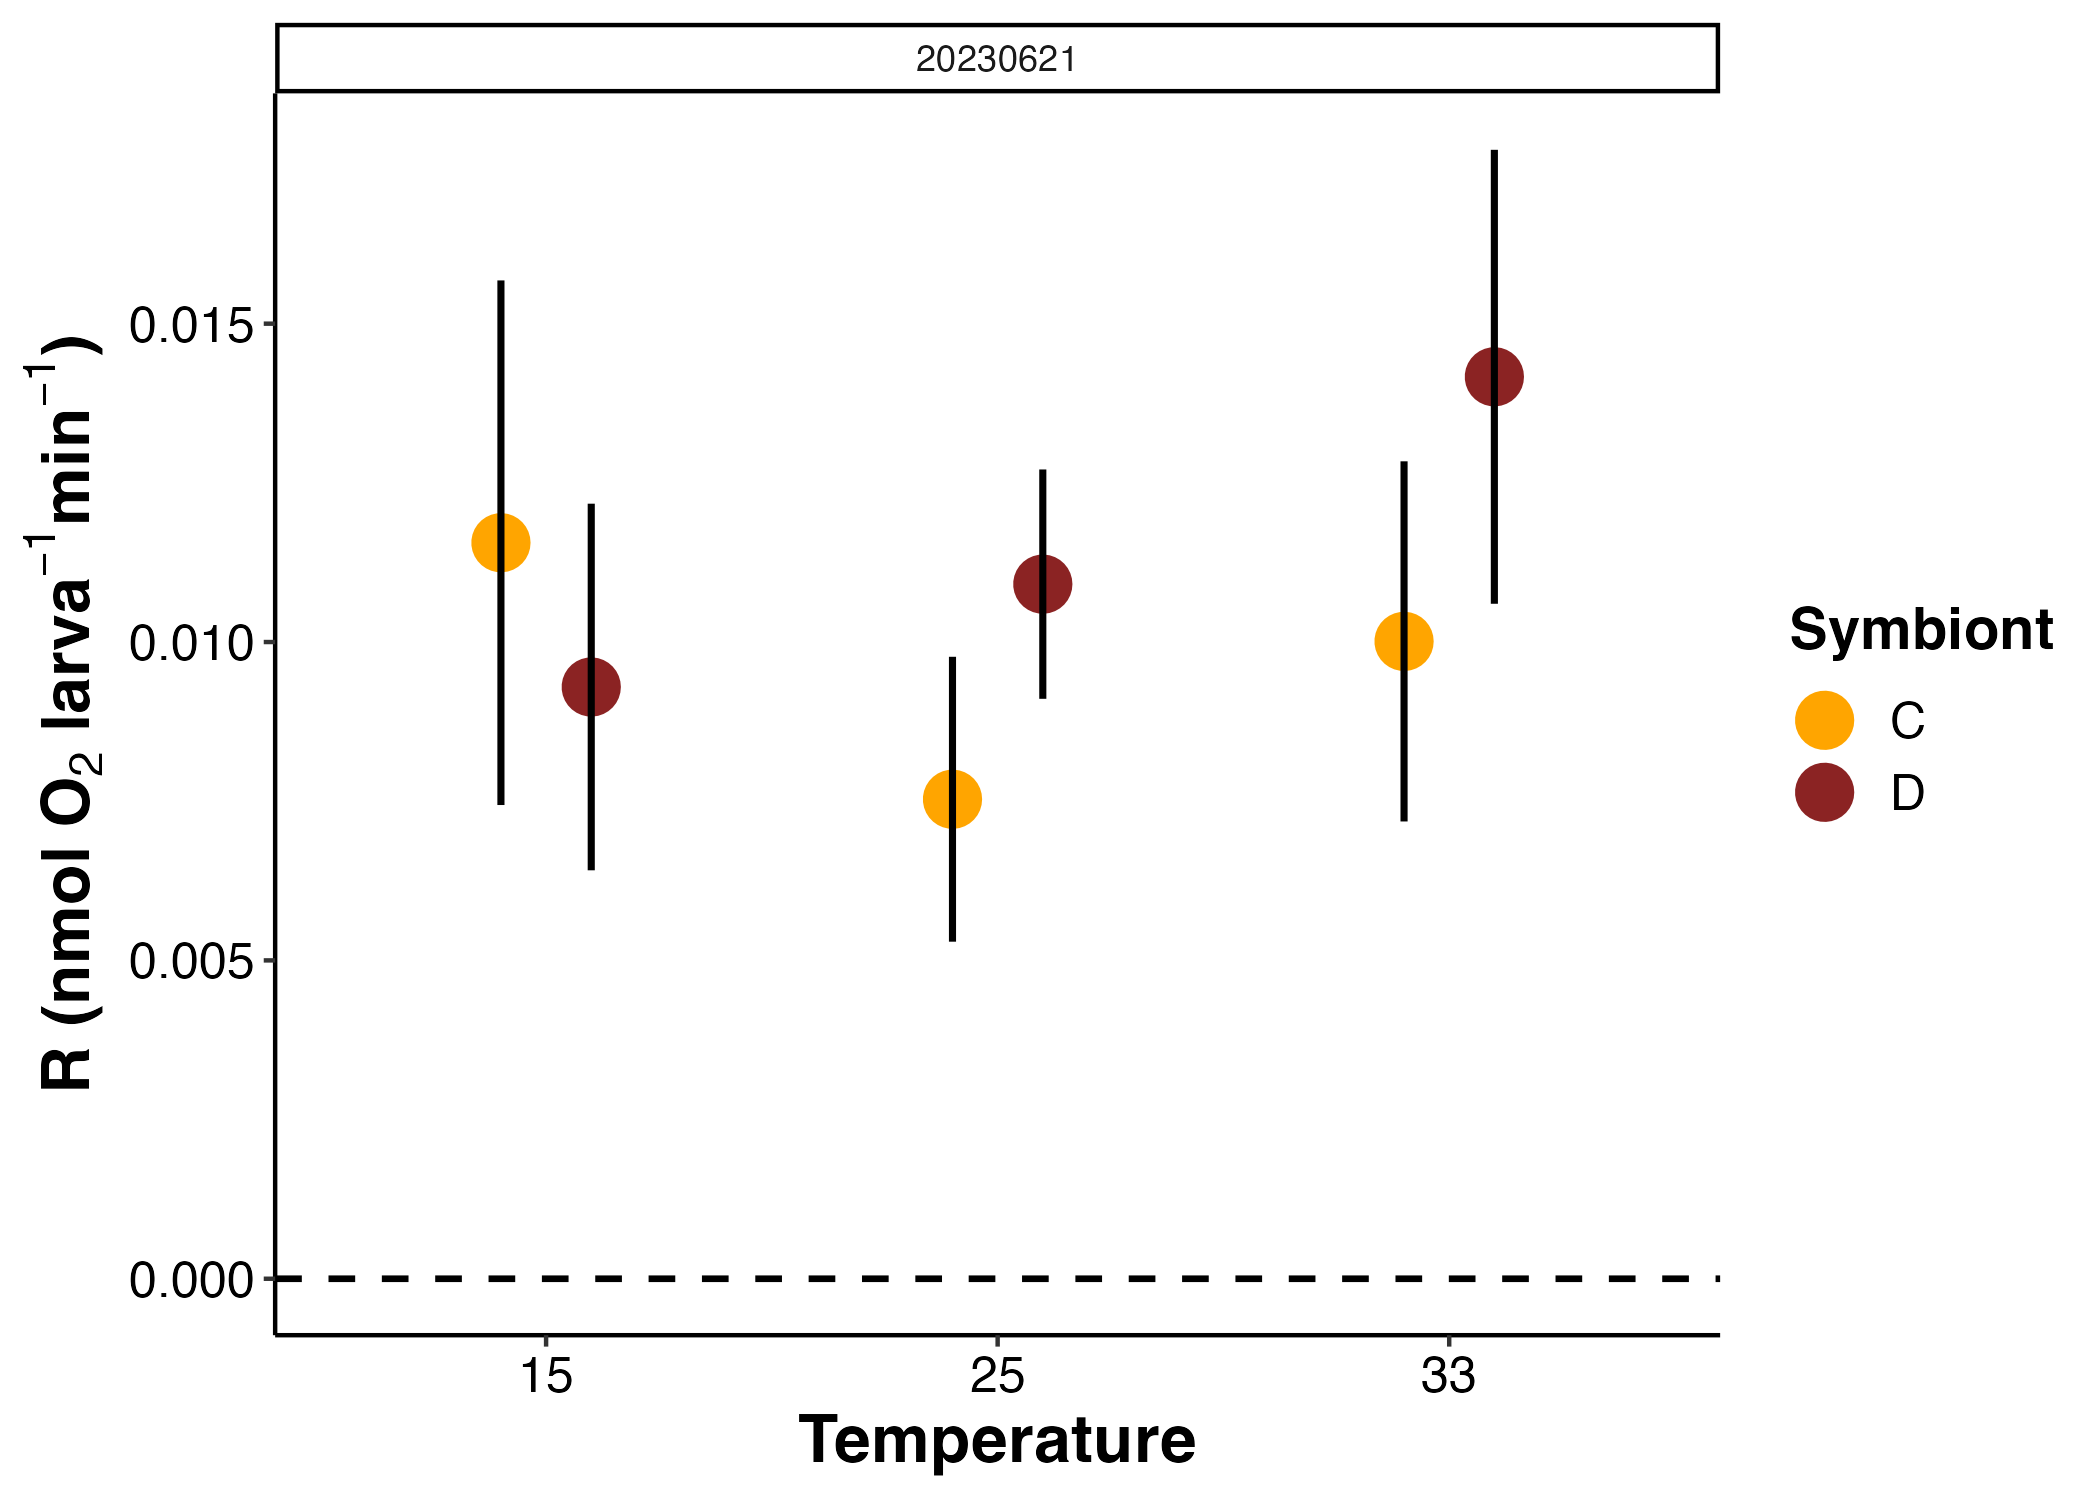 20230621
R (nmol O₂ larva⁻¹min⁻¹)
0.015
0.010
0.005
0.000
15
25
33
Temperature
Symbiont
C
D